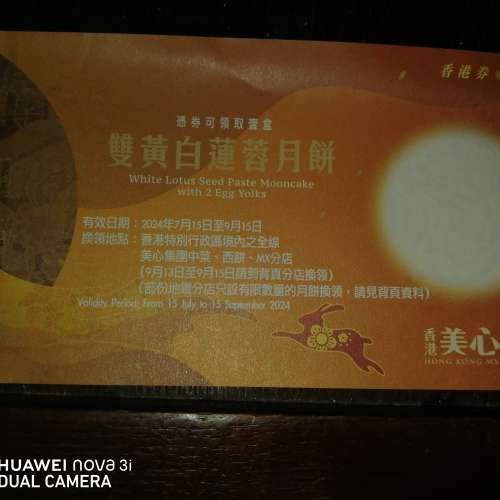 香港券
憑券可領取壹盒
雙黃白蓮蓉月餅
White Lotus Seed Paste Mooncake
with 2 Egg Yolks
有效日期：2024年7月15日至9月15日
換領地點：香港特別行政區境內之全線
美心集團中菜、西餅、MX分店
（9月13日至9月15日請到背頁分店換領）
（部份地鐵分店只設有限數量的月餅換領，請見背頁資料）
Validity Period: From 15 July to 15 September 2024
香港 美心
HONG KONG MX
HUAWEI nova 3i
DUAL CAMERA